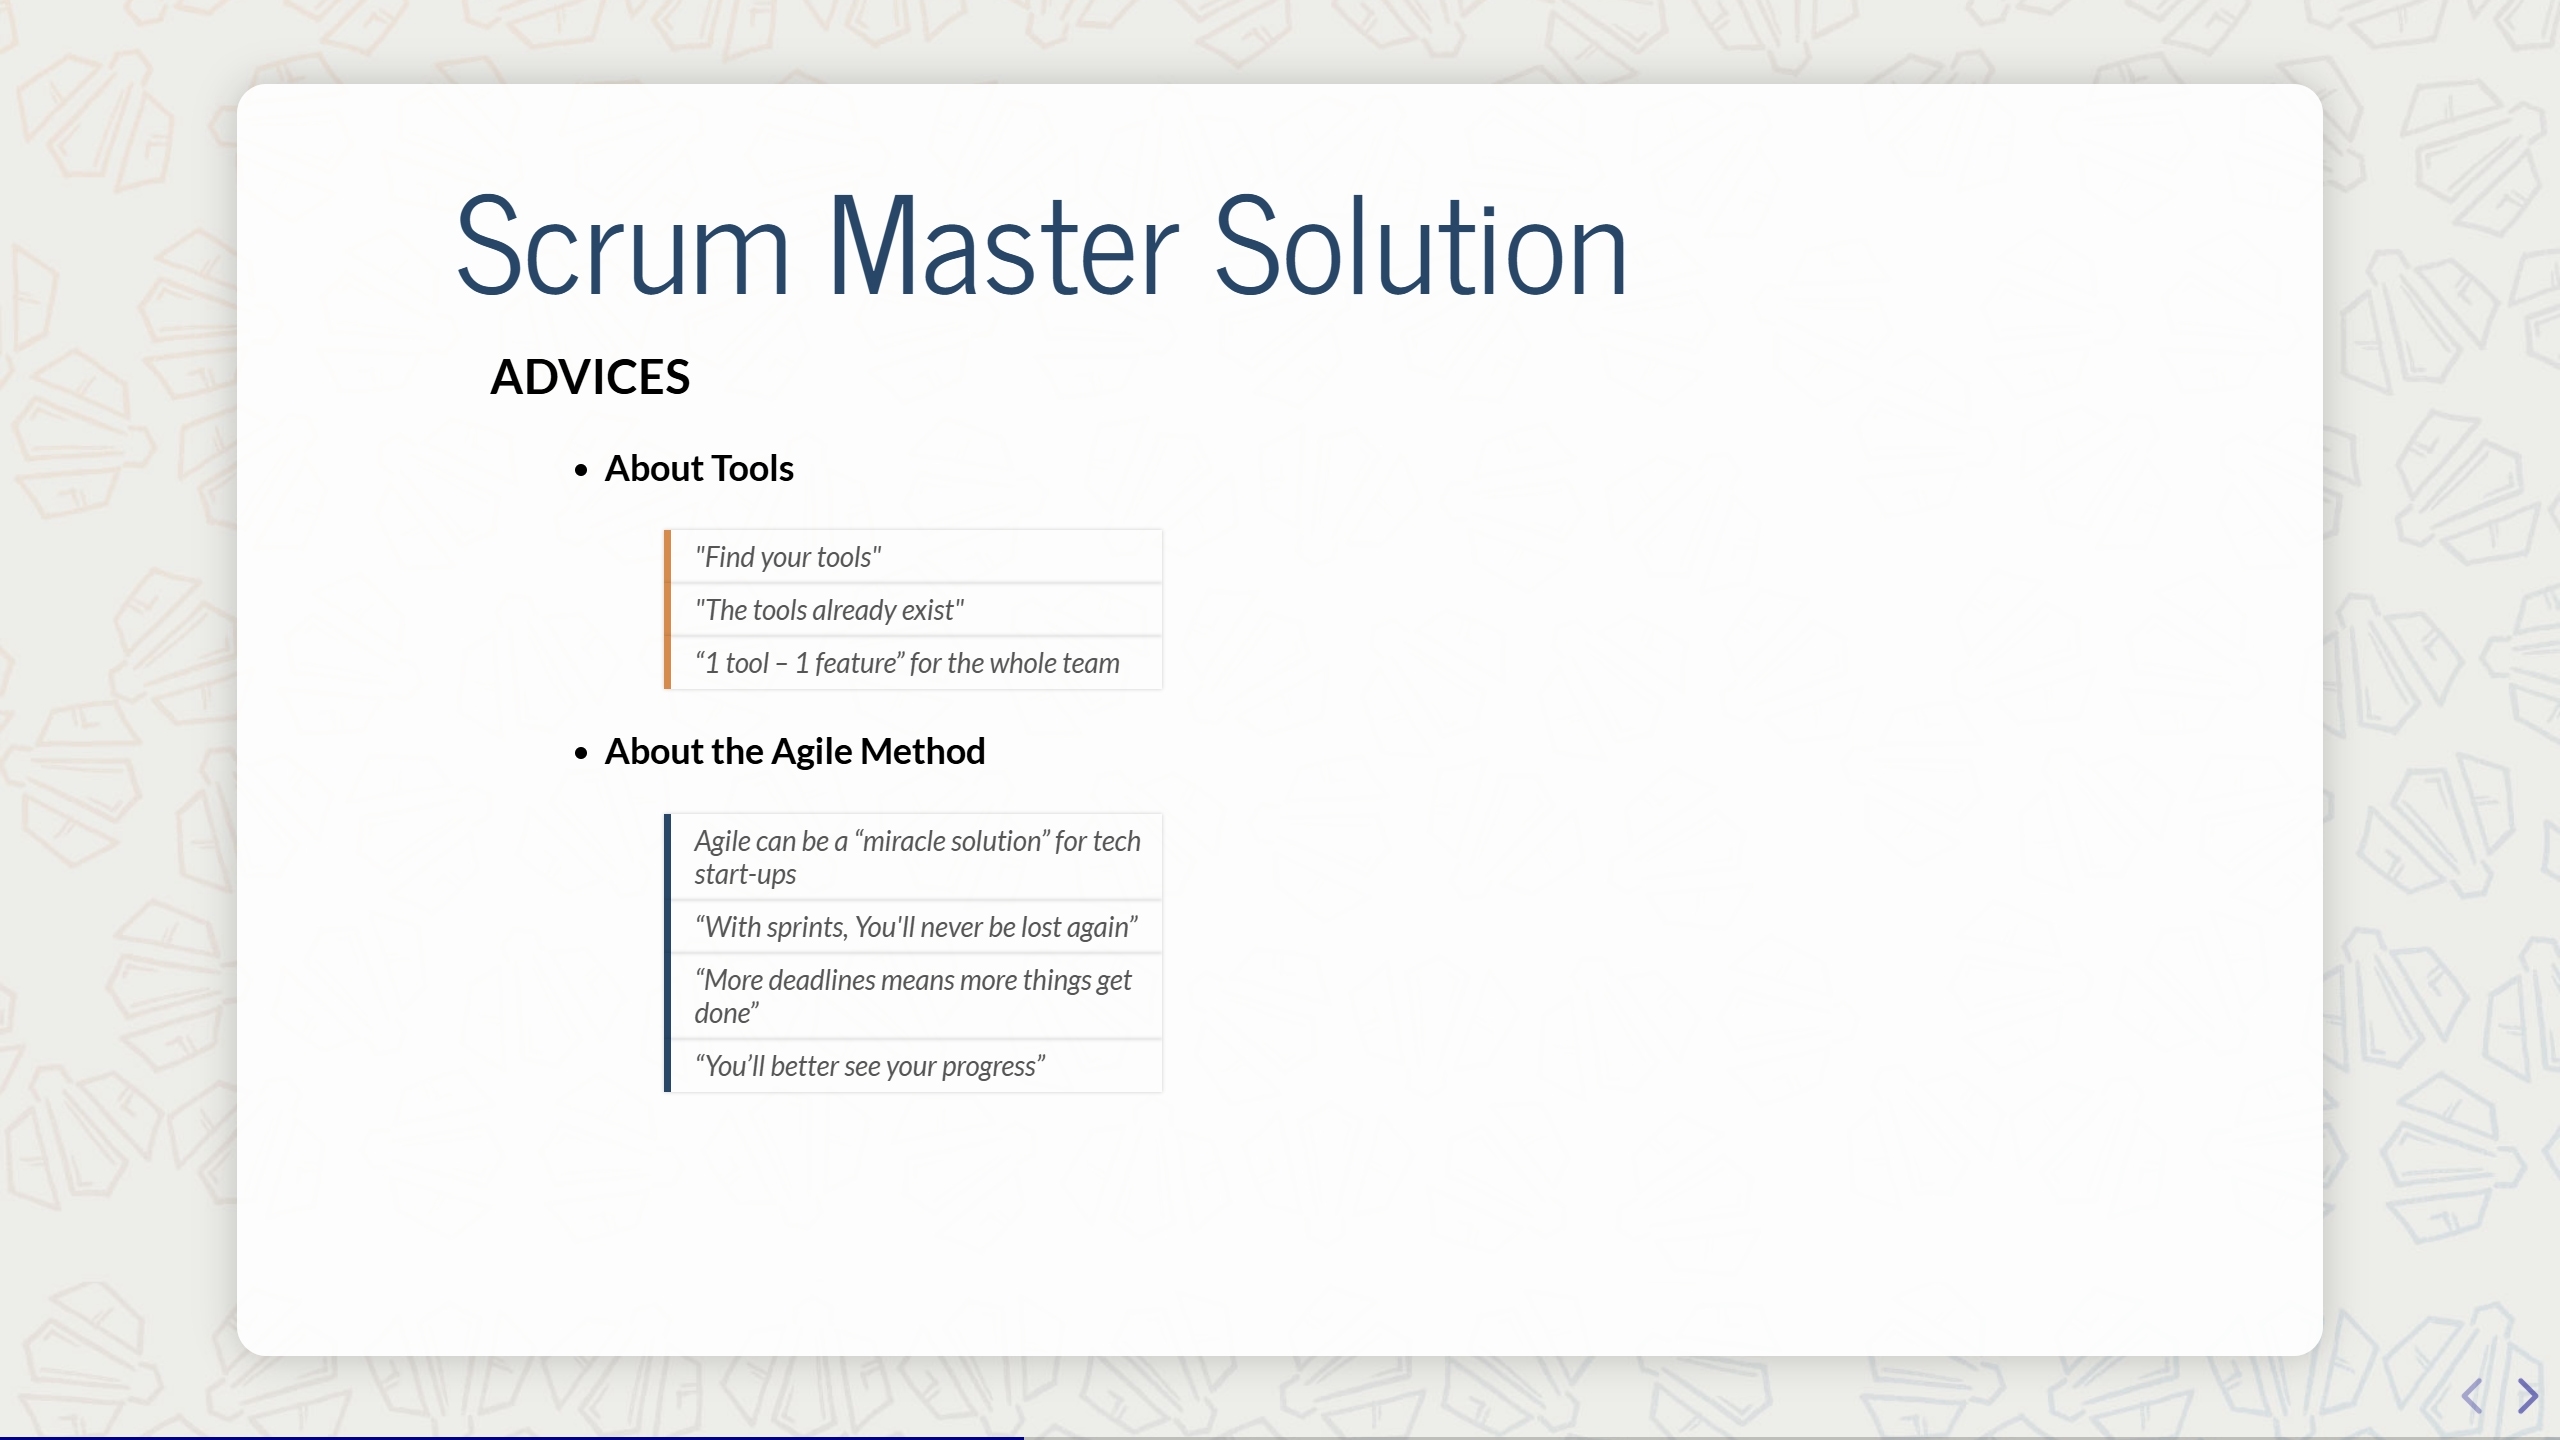 Scrum Master Solution
ADVICES
• About Tools
"Find your tools"
"The tools already exist"
“1 tool – 1 feature” for the whole team
• About the Agile Method
Agile can be a “miracle solution” for tech
start-ups
“With sprints, You'll never be lost again”
“More deadlines means more things get
done”
“You’ll better see your progress”